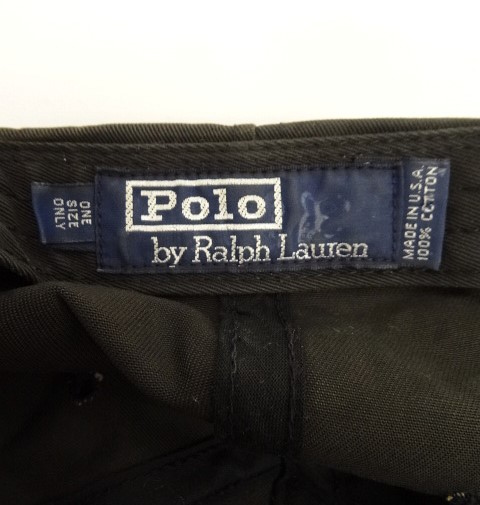 ONE
SIZE
ONLY
Polo
by Ralph Lauren
MADE IN U.S.A.
100% COTTON